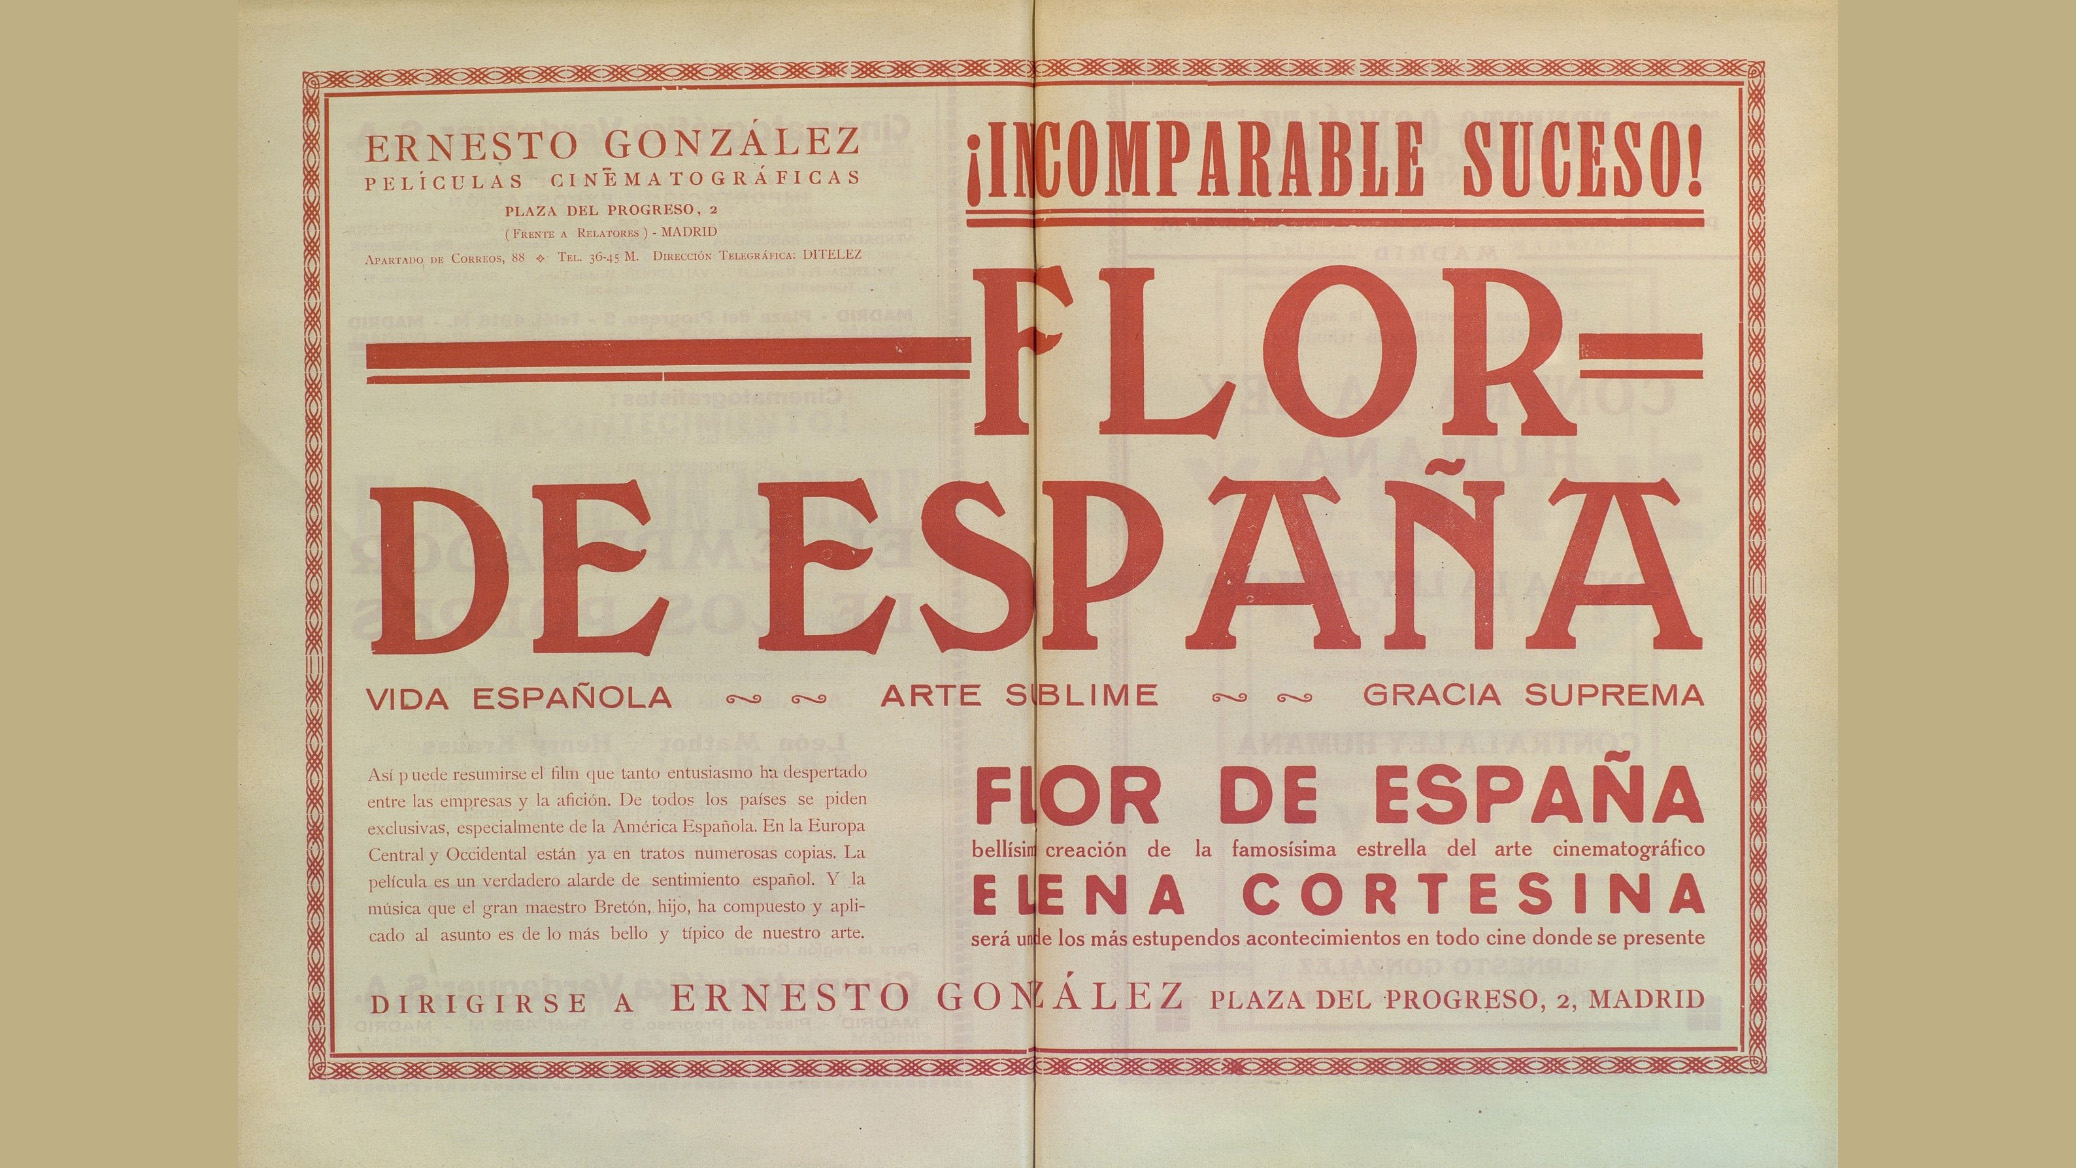 ERNESTO GONZÁLEZ
PELÍCULAS CINEMATOGRÁFICAS
PLAZA DEL PROGRESO, 2
(FRENTE A RELATORES) - MADRID
APARTADO DE CORREOS, 88 TEL. 36-45 M. DIRECCIÓN TELEGRÁFICA: DITELEZ
¡INCOMPARABLE SUCESO!
FLOR
DE ESPAÑA
VIDA ESPAÑOLA ARTE SUBLIME GRACIA SUPREMA
Así puede resumirse el film que tanto entusiasmo ha despertado
entre las empresas y la afición. De todos los países se piden
exclusivas, especialmente de la América Española. En la Europa
Central y Occidental están ya en tratos numerosas copias. La
película es un verdadero alarde de sentimiento español. Y la
música que el gran maestro Bretón, hijo, ha compuesto y apli-
cado al asunto es de lo más bello y típico de nuestro arte.
FLOR DE ESPAÑA
bellísim creación de la famosísima estrella del arte cinematográfico
ELENA CORTESINA
será un de los más estupendos acontecimientos en todo cine donde se presente
DIRIGIRSE A ERNESTO GONZÁLEZ PLAZA DEL PROGRESO, 2, MADRID